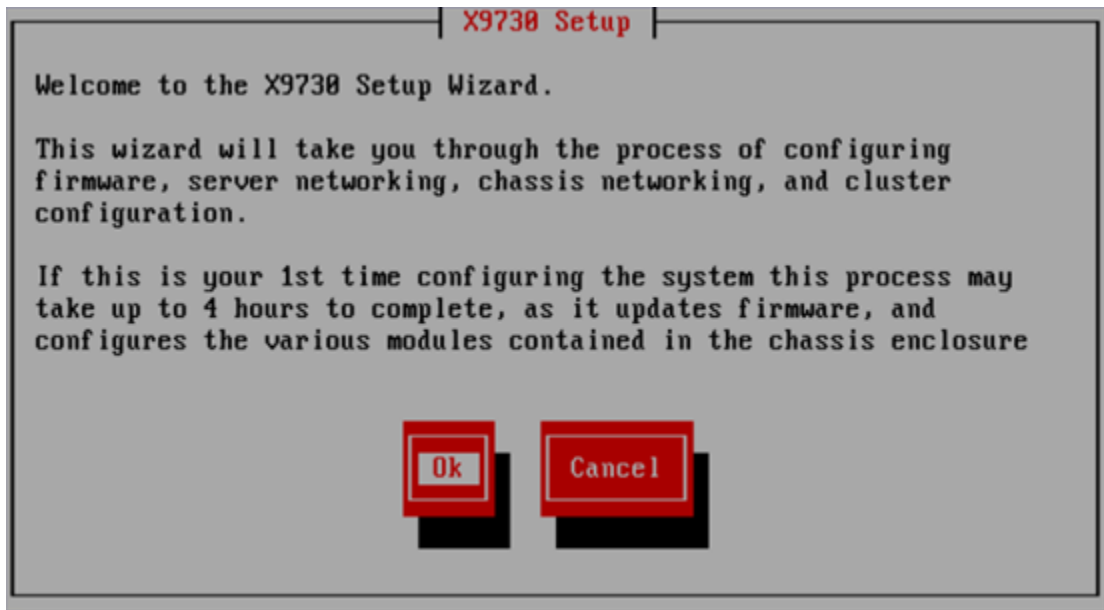 X9730 Setup
Welcome to the X9730 Setup Wizard.
This wizard will take you through the process of configuring
firmware, server networking, chassis networking, and cluster
configuration.
If this is your 1st time configuring the system this process may
take up to 4 hours to complete, as it updates firmware, and
configures the various modules contained in the chassis enclosure
Ok Cancel